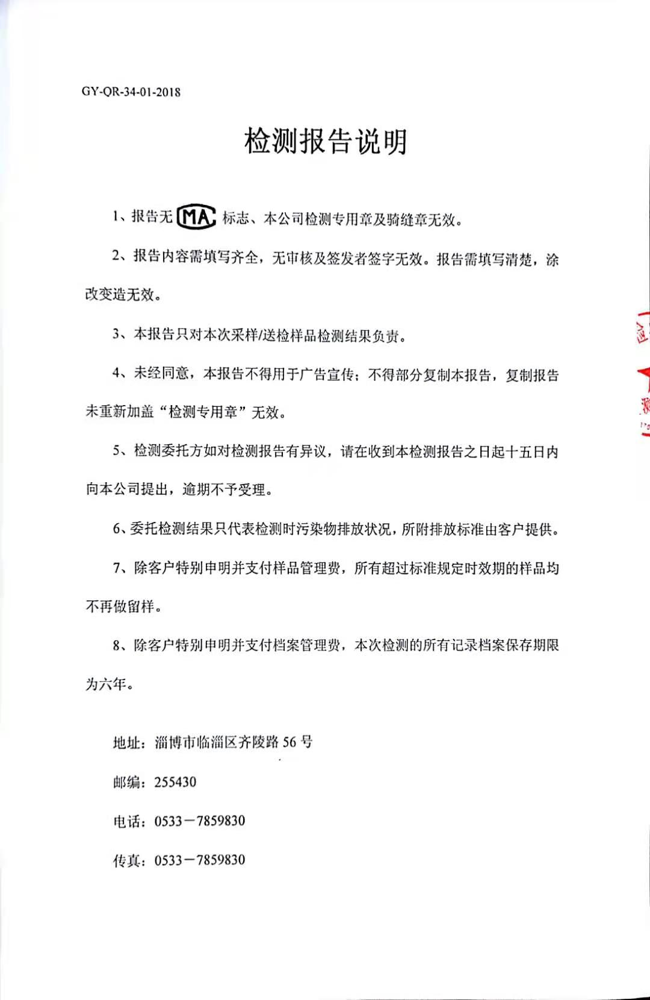 GY-QR-34-01-2018
检测报告说明
1、报告无 MA 标志、本公司检测专用章及骑缝章无效。
2、报告内容需填写齐全，无审核及签发者签字无效。报告需填写清楚，涂
改变造无效。
3、本报告只对本次采样/送检样品检测结果负责。
4、未经同意，本报告不得用于广告宣传；不得部分复制本报告，复制报告
未重新加盖“检测专用章”无效。
5、检测委托方如对检测报告有异议，请在收到本检测报告之日起十五日内
向本公司提出，逾期不予受理。
6、委托检测结果只代表检测时污染物排放状况，所附排放标准由客户提供。
7、除客户特别申明并支付样品管理费，所有超过标准规定时效期的样品均
不再做留样。
8、除客户特别申明并支付档案管理费，本次检测的所有记录档案保存期限
为六年。
地址：淄博市临淄区齐陵路 56 号
邮编：255430
电话：0533－7859830
传真：0533－7859830